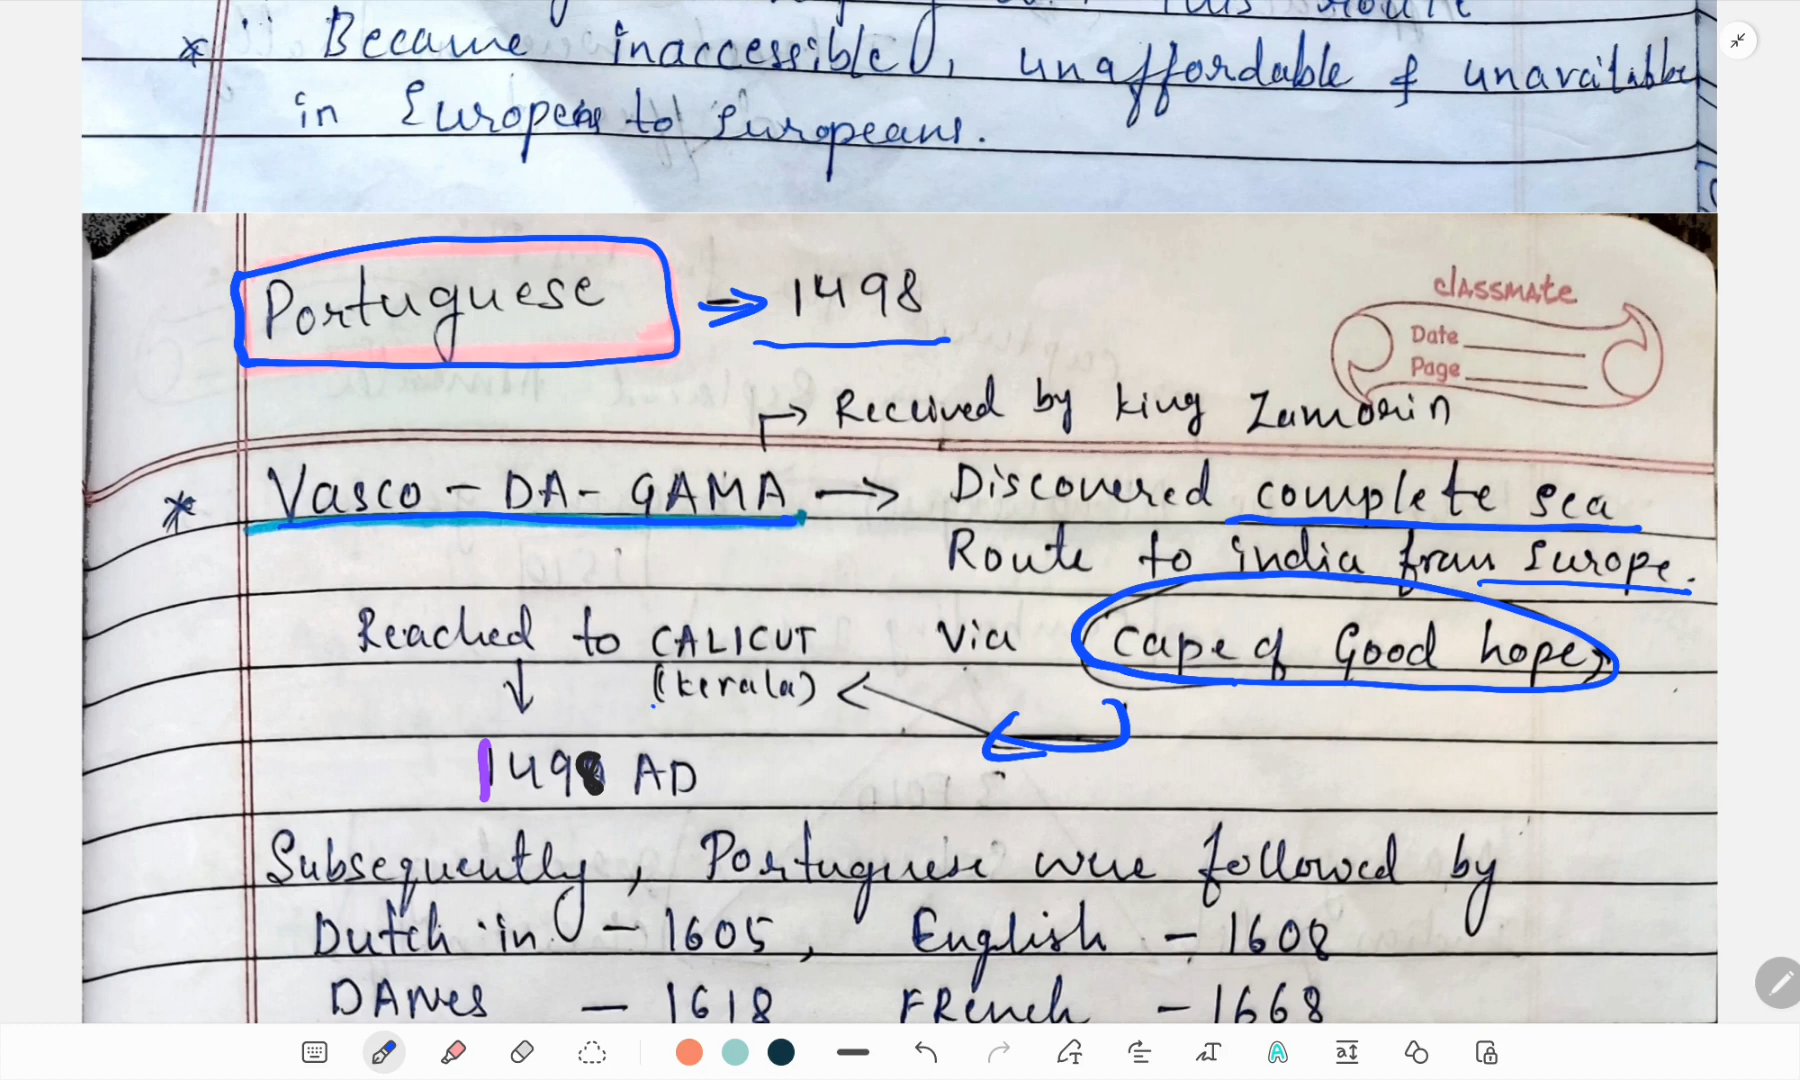 * Became inaccessible, unaffordable & unavailable
in European to Europeans.
classmate
Date
Page
Portuguese → 1498
→ Received by king Zamorin
* Vasco - DA - GAMA → Discovered complete sea
Route to india from Europe.
Reached to CALICUT Via Cape of Good hope,
(Kerala)
1498 AD
Subsequently, Portuguese were followed by
Dutch in - 1605, English - 1608
DANes - 1618 FRench - 1668